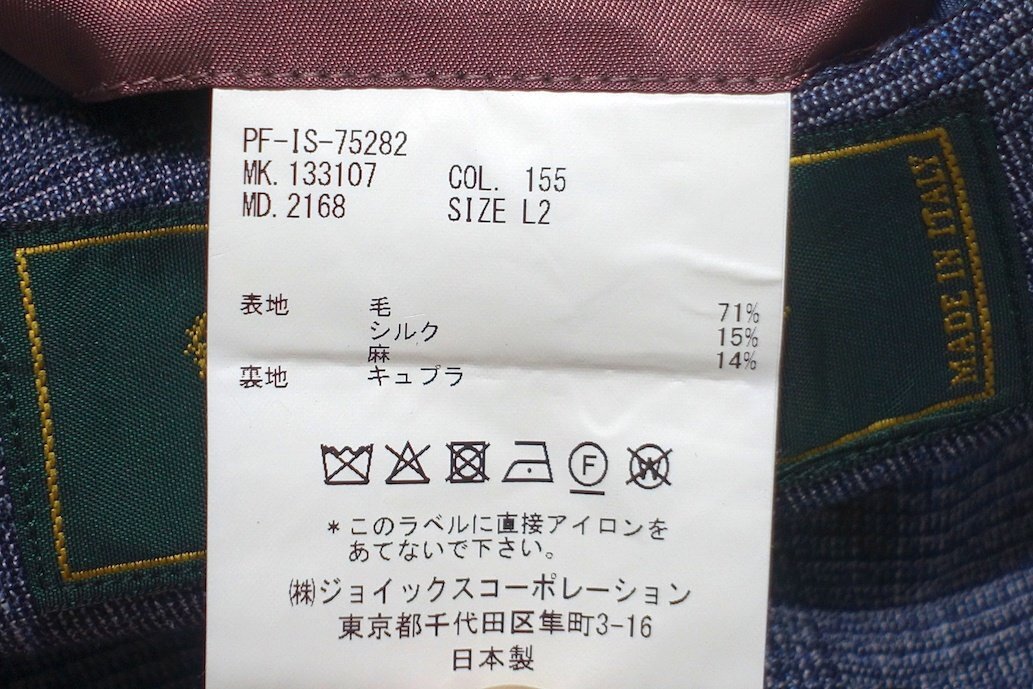 PF-IS-75282
MK. 133107 COL. 155
MD. 2168 SIZE L2
表地 毛 71%
シルク 15%
麻 14%
裏地 キュプラ
F
W
*このラベルに直接アイロンを
あてないで下さい。
㈱ジョイックスコーポレーション
東京都千代田区隼町3-16
日本製
MADE IN ITALY